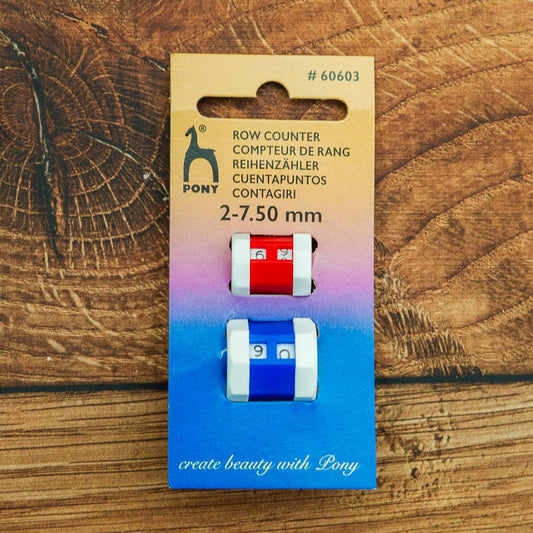 # 60603
®
PONY
ROW COUNTER
COMPTEUR DE RANG
REIHENZÄHLER
CUENTAPUNTOS
CONTAGIRI
2-7.50 mm
create beauty with Pony